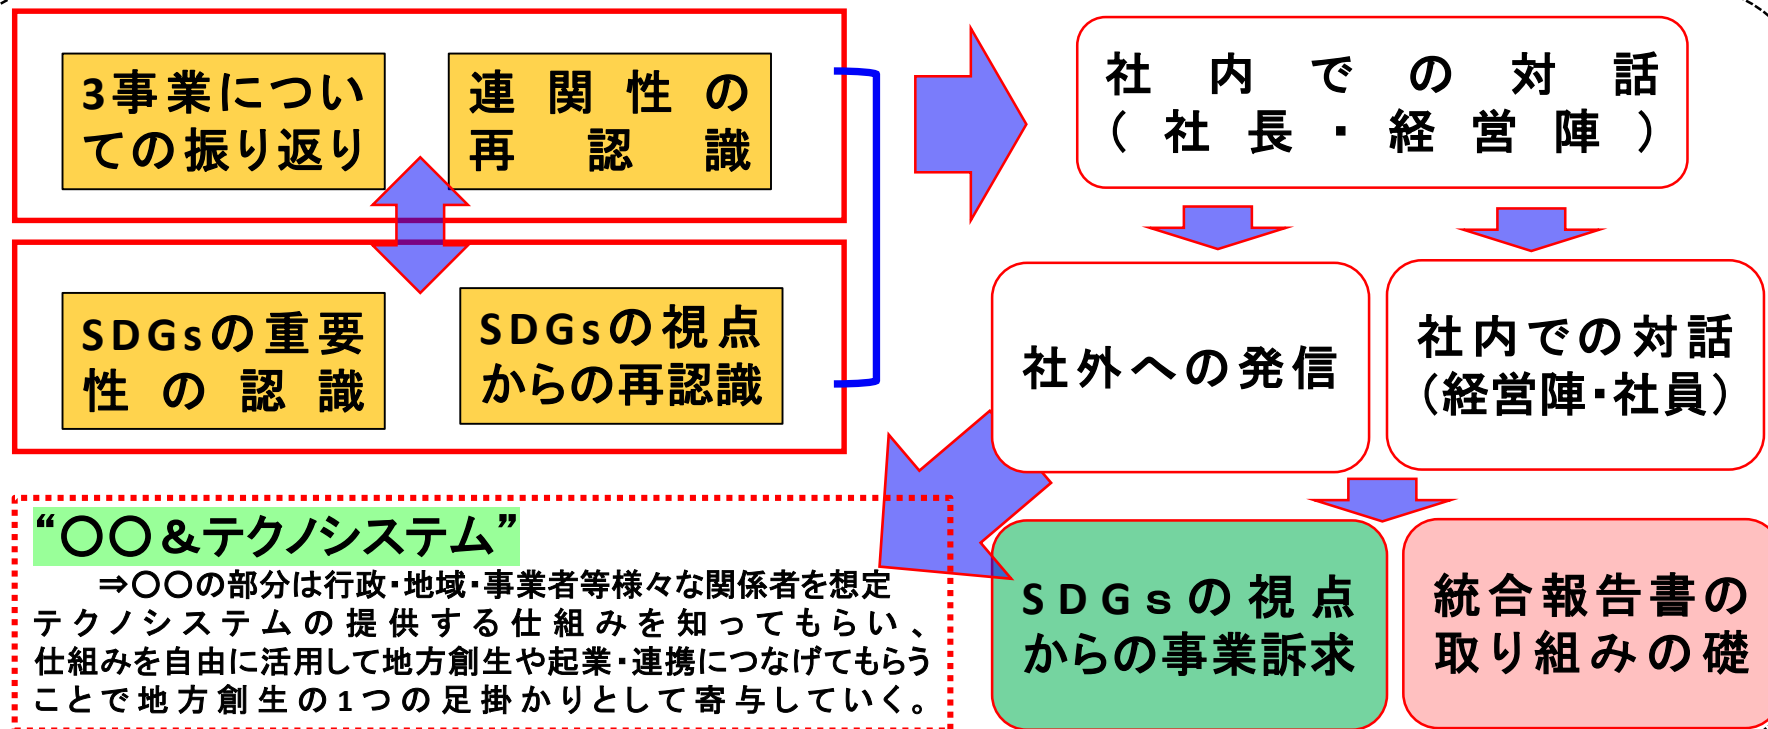 3事業につい
ての振り返り
連関性の
再認識
SDGsの重要
性の認識
SDGsの視点
からの再認識
社内での対話
(社長・経営陣)
社外への発信
社内での対話
(経営陣・社員)
SDGsの視点
からの事業訴求
統合報告書の
取り組みの礎
“〇〇&テクノシステム”
⇒〇〇の部分は行政・地域・事業者等様々な関係者を想定
テクノシステムの提供する仕組みを知ってもらい、
仕組みを自由に活用して地方創生や起業・連携につなげてもらう
ことで地方創生の1つの足掛かりとして寄与していく。